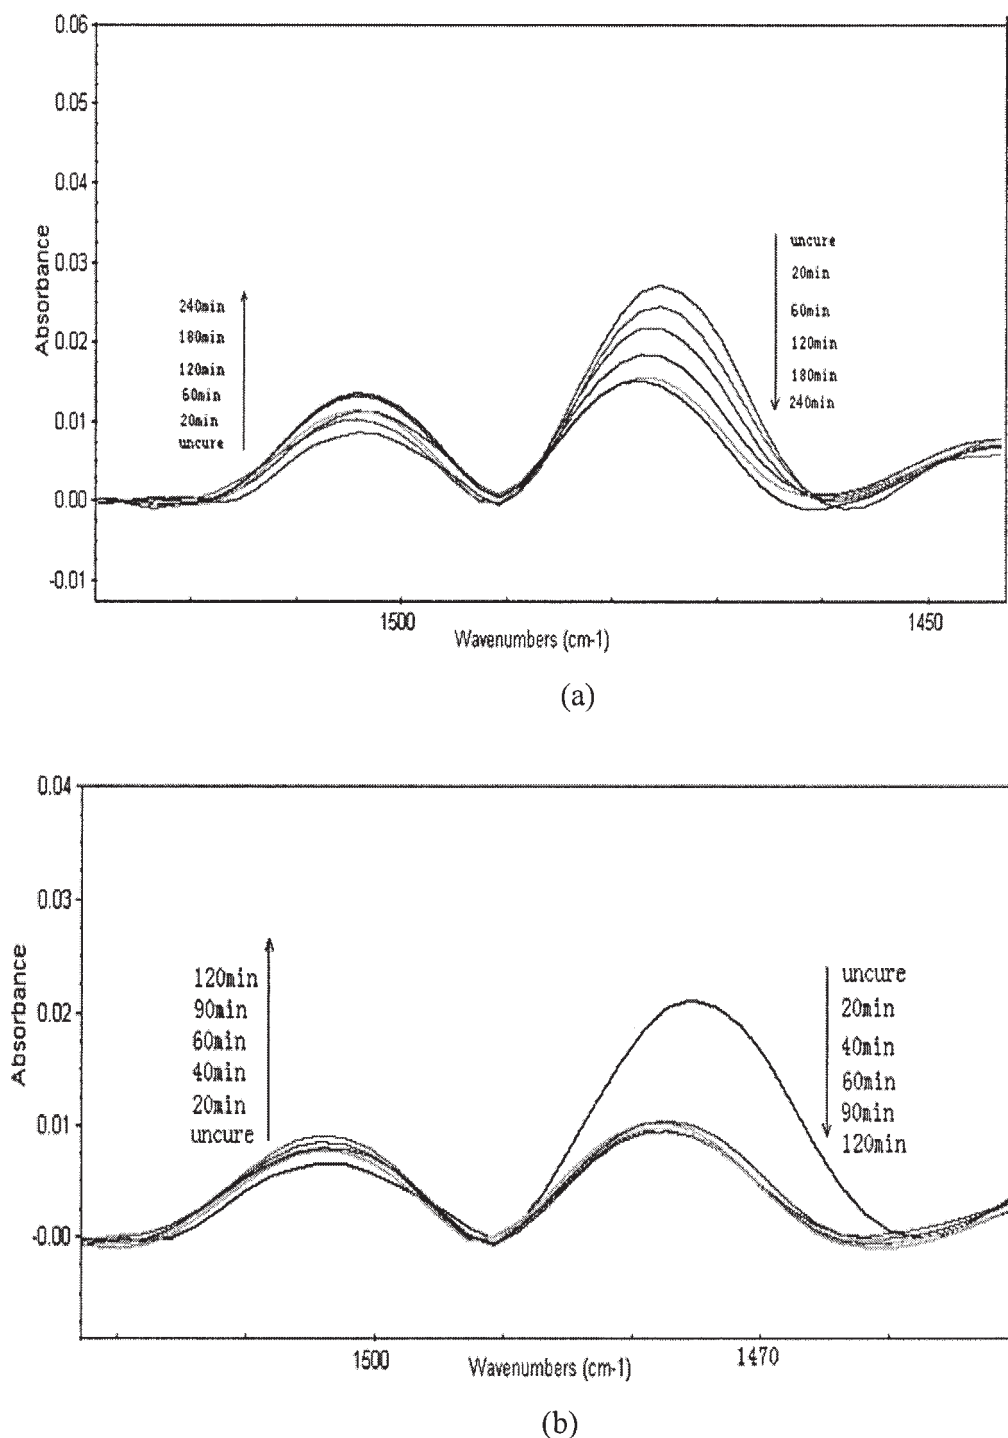 0.06
0.05
0.04
0.03
0.02
0.01
0.00
-0.01
Absorbance
240min
180min
120min
60min
20min
uncure
uncure
20min
60min
120min
180min
240min
1500
1450
Wavenumbers (cm-1)
(a)
0.04
0.03
0.02
0.01
-0.00
Absorbance
120min
90min
60min
40min
20min
uncure
uncure
20min
40min
60min
90min
120min
1500
1470
Wavenumbers (cm-1)
(b)